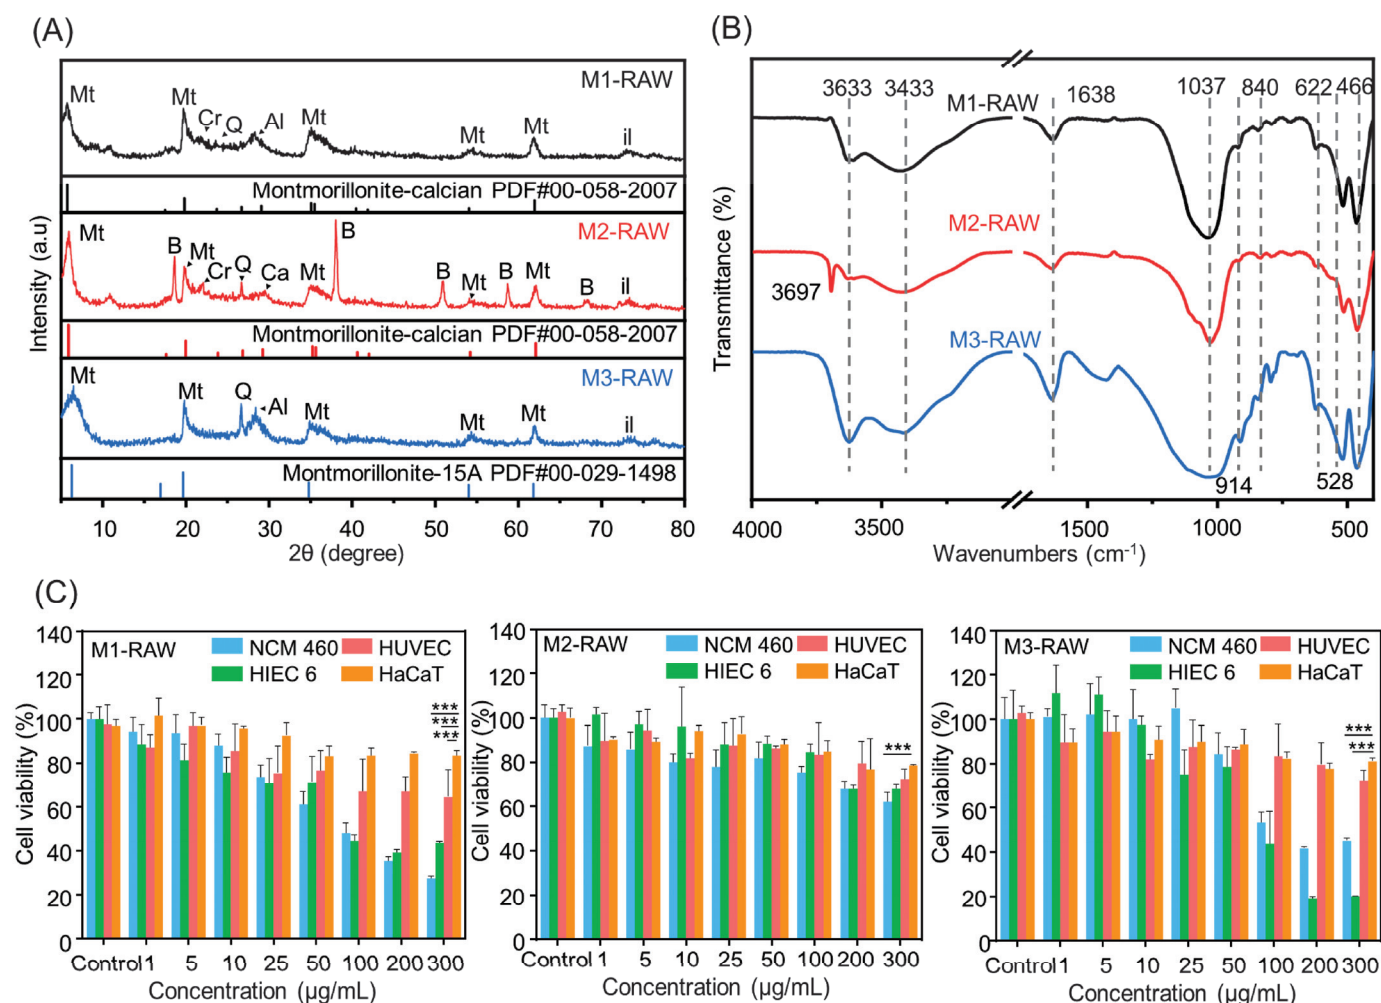 (A)
Mt
Mt
Cr
Q
Al
Mt
Mt
Mt
il
M1-RAW
Montmorillonite-calcian PDF#00-058-2007
Mt
B
Mt
Cr
Q
Ca
Mt
B
B
Mt
B
Mt
B
il
M2-RAW
Montmorillonite-calcian PDF#00-058-2007
Mt
Mt
Q
Al
Mt
Mt
Mt
il
M3-RAW
Montmorillonite-15A PDF#00-029-1498
Intensity (a.u)
10 20 30 40 50 60 70 80
2θ (degree)
(B)
3633 3433 1638 1037 840 622 466
M1-RAW
M2-RAW
3697
M3-RAW
914 528
Transmittance (%)
4000 3500 1500 1000 500
Wavenumbers (cm⁻¹)
(C)
M1-RAW
NCM 460 HUVEC
HIEC 6 HaCaT
***
***
***
140
120
100
80
60
40
20
0
Cell viability (%)
Control 1 5 10 25 50 100 200 300
Concentration (µg/mL)
M2-RAW
NCM 460 HUVEC
HIEC 6 HaCaT
***
140
120
100
80
60
40
20
0
Cell viability (%)
Control 1 5 10 25 50 100 200 300
Concentration (µg/mL)
M3-RAW
NCM 460 HUVEC
HIEC 6 HaCaT
***
***
140
120
100
80
60
40
20
0
Cell viability (%)
Control 1 5 10 25 50 100 200 300
Concentration (µg/mL)